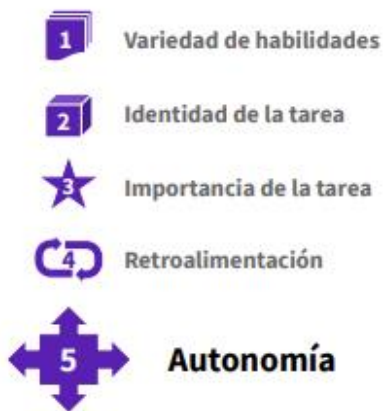 1 Variedad de habilidades
2 Identidad de la tarea
3 Importancia de la tarea
4 Retroalimentación
5 Autonomía